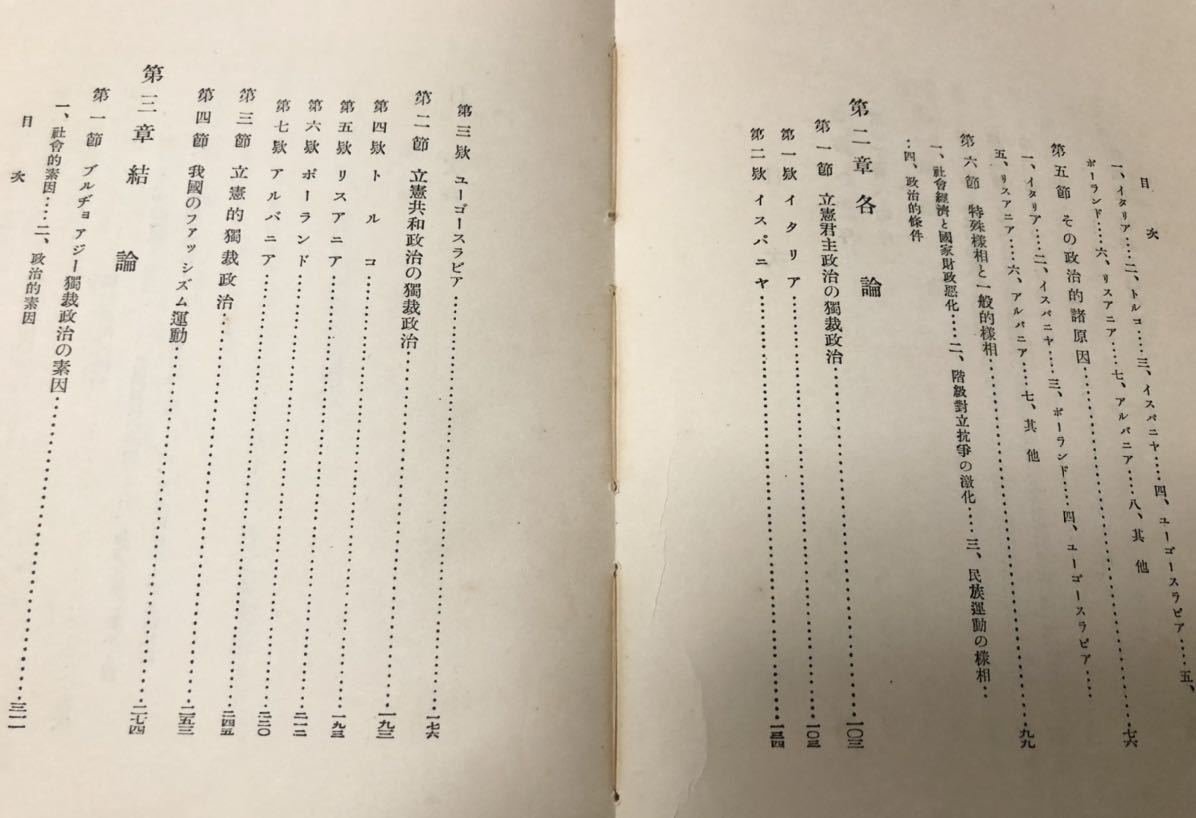 目次
一、イタリア‥‥二、トルコ‥‥三、イスパニヤ‥‥四、ユーゴースラビア‥‥五、
ポーランド‥‥六、リスアニア‥‥七、アルバニア‥‥八、其他
第五節 その政治的諸原因‥‥七六
一、イタリア‥‥二、イスパニヤ‥‥三、ポーランド‥‥四、ユーゴースラビア‥‥
五、リスアニア‥‥六、アルバニア‥‥七、其他
第六節 特殊樣相と一般的樣相‥‥九九
一、社會經濟と國家財政惡化‥‥二、階級對立抗爭の激化‥‥三、民族運動の樣相‥
‥四、政治的條件
第二章 各論‥‥一〇三
第一節 立憲君主政治の獨裁政治‥‥一〇三
第一欵 イタリア‥‥一〇三
第二欵 イスパニヤ‥‥一三四
第三欵 ユーゴースラビア‥‥一七六
第二節 立憲共和政治の獨裁政治‥‥一九三
第四欵 トルコ‥‥一九三
第五欵 リスアニア‥‥一九三
第六欵 ポーランド‥‥二一二
第七欵 アルバニア‥‥二三〇
第三節 立憲的獨裁政治‥‥二四五
第四節 我國のファッシズム運動‥‥二五三
第三章 結論‥‥二七四
第一節 ブルヂョアジー獨裁政治の素因‥‥三一一
一、社會的素因‥‥二、政治的素因
目次